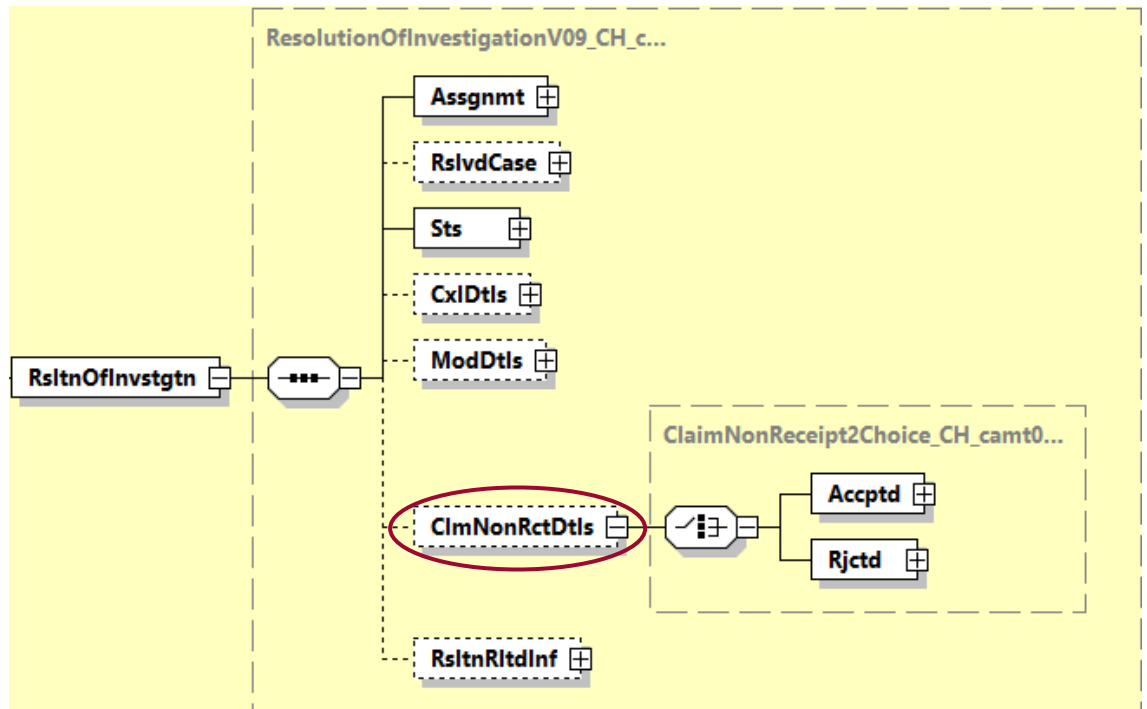 ResolutionOfInvestigationV09_CH_c...
Assgnmt
RslvdCase
Sts
CxlDtls
ModDtls
RsltnOfInvstgtn
ClaimNonReceipt2Choice_CH_camt0...
Accptd
ClmNonRctDtls
Rjctd
RsltnRltdInf